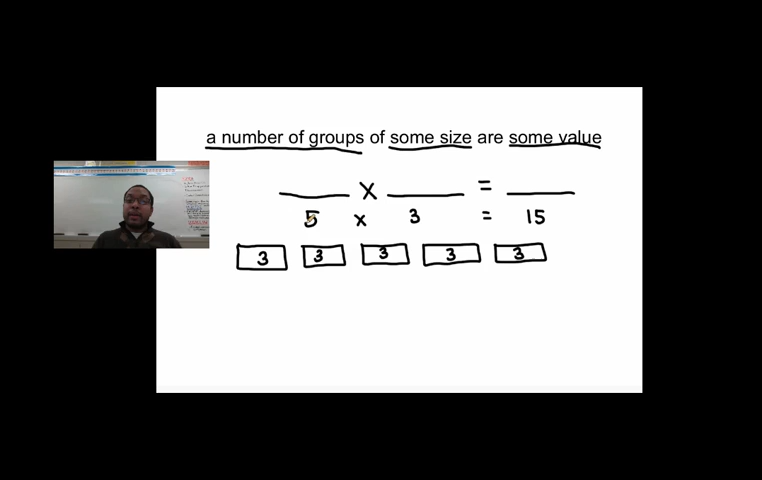 a number of groups of some size are some value
___ X ___ = ___
5 x 3 = 15
3 3 3 3 3